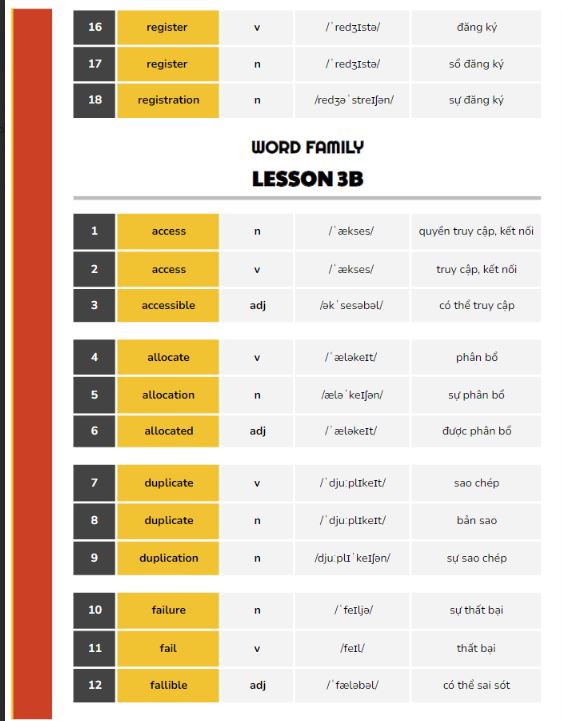 16 register v /ˈredʒɪstə/ đăng ký
17 register n /ˈredʒɪstə/ sổ đăng ký
18 registration n /redʒəˈstreɪʃən/ sự đăng ký
WORD FAMILY
LESSON 3B
1 access n /ˈækses/ quyền truy cập, kết nối
2 access v /ˈækses/ truy cập, kết nối
3 accessible adj /əkˈsesəbəl/ có thể truy cập
4 allocate v /ˈæləkeɪt/ phân bổ
5 allocation n /æləˈkeɪʃən/ sự phân bổ
6 allocated adj /ˈæləkeɪt/ được phân bổ
7 duplicate v /ˈdjuːplɪkeɪt/ sao chép
8 duplicate n /ˈdjuːplɪkeɪt/ bản sao
9 duplication n /djuːplɪˈkeɪʃən/ sự sao chép
10 failure n /ˈfeɪljə/ sự thất bại
11 fail v /feɪl/ thất bại
12 fallible adj /ˈfæləbəl/ có thể sai sót